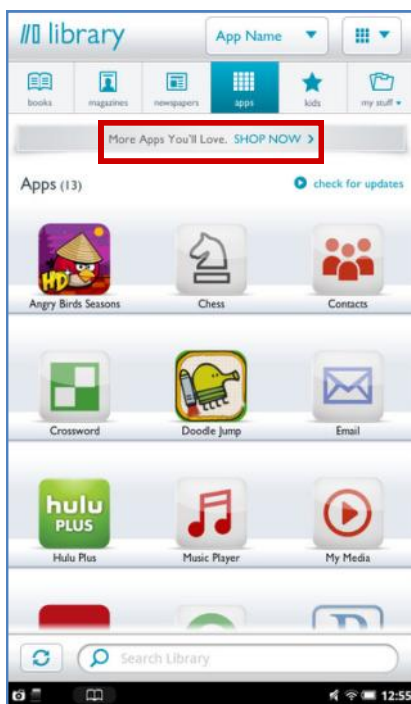 library
App Name
books magazines newspapers apps kids my stuff
More Apps You'll Love. SHOP NOW >
Apps (13)
check for updates
HD
Angry Birds Seasons Chess Contacts
Crossword Doodle Jump Email
hulu
PLUS
Hulu Plus Music Player My Media
Search Library
12:55